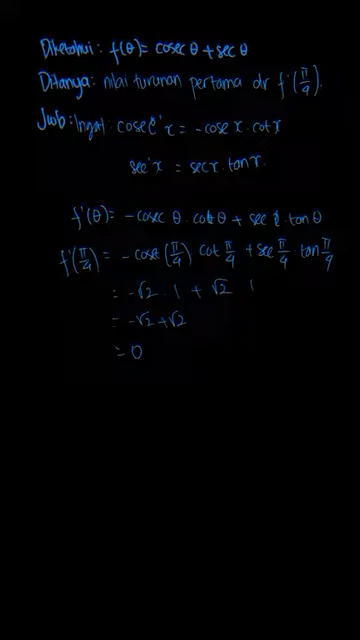 Diketahui: f(θ) = cosec θ + sec θ
Ditanya: nilai turunan pertama dr f'(π/4).
Jwb: Ingat: cosec'x = -cosec x. cot x
sec'x = sec x. tan x.
f'(θ) = -cosec θ. cot θ + sec θ. tan θ
f'(π/4) = -cosec(π/4) cot π/4 + sec π/4 tan π/4
= -√2 . 1 + √2 1
= -√2 + √2
= 0